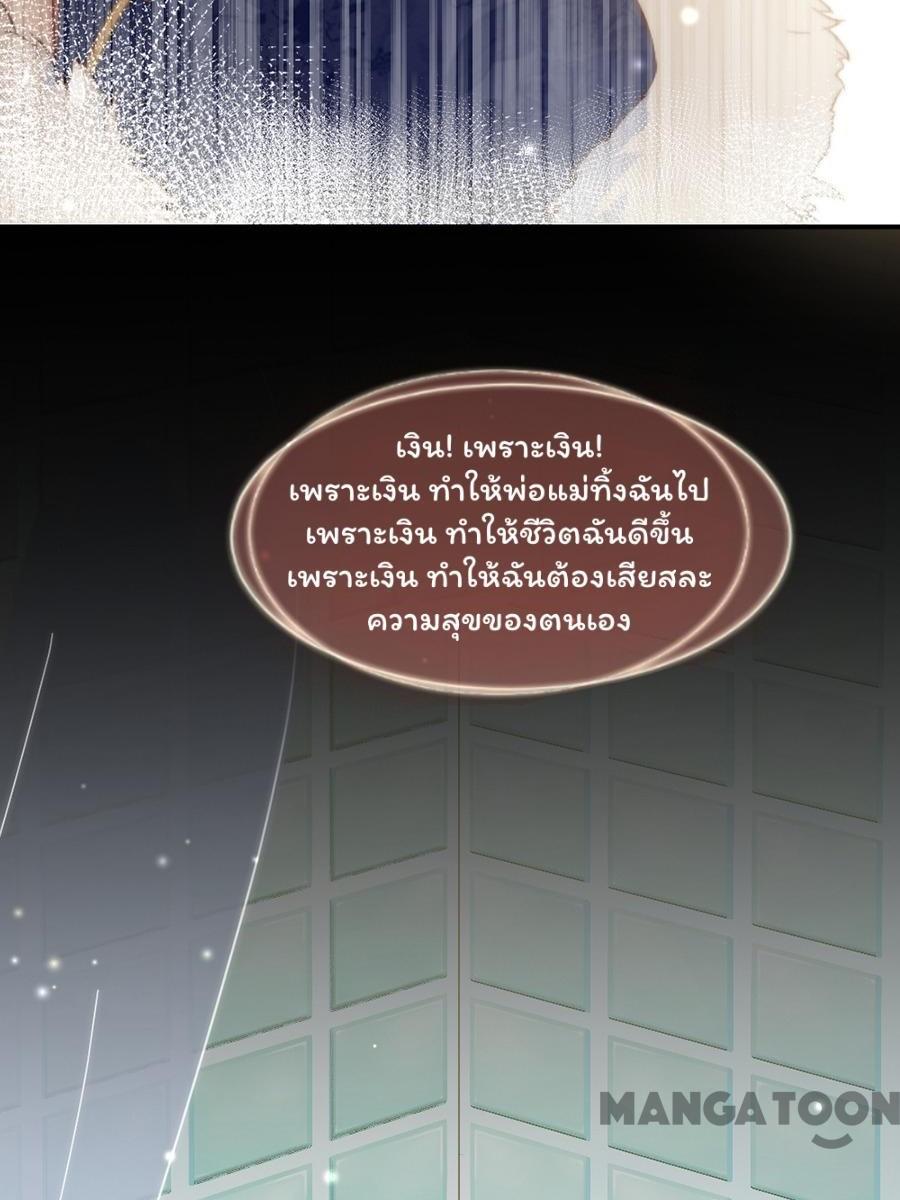 เงิน! เพราะเงิน!
เพราะเงิน ทำให้พ่อแม่ทิ้งฉันไป
เพราะเงิน ทำให้ชีวิตฉันดีขึ้น
เพราะเงิน ทำให้ฉันต้องเสียสละ
ความสุขของตนเอง
MANGATOON